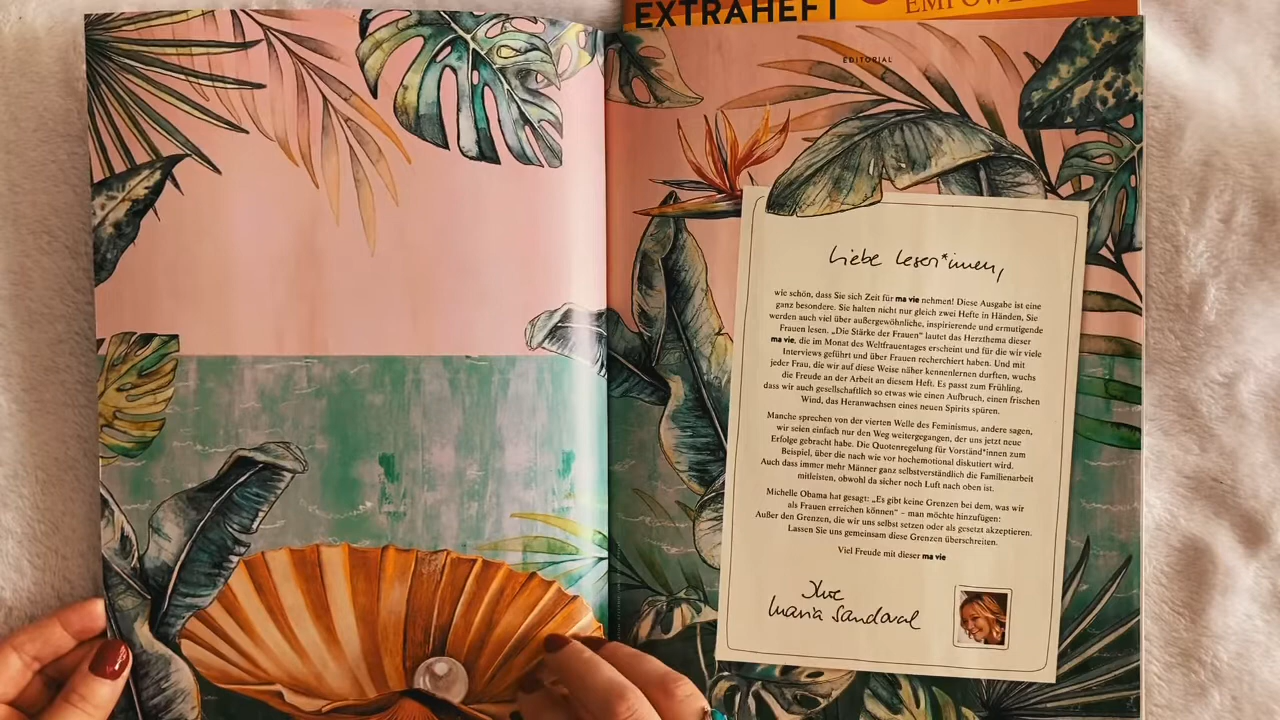 EXTRAHEFT
EDITORIAL
Liebe Leser*innen,
wie schön, dass Sie sich Zeit für ma vie nehmen! Diese Ausgabe ist eine
ganz besondere. Sie halten nicht nur gleich zwei Hefte in Händen, Sie
werden auch viel über außergewöhnliche, inspirierende und ermutigende
Frauen lesen. „Die Stärke der Frauen“ lautet das Herzthema dieser
ma vie, die im Monat des Weltfrauentages erscheint und für die wir viele
Interviews geführt und über Frauen recherchiert haben. Und mit
jeder Frau, die wir auf diese Weise näher kennenlernen durften, wuchs
die Freude an der Arbeit an diesem Heft. Es passt zum Frühling,
dass wir auch gesellschaftlich so etwas wie einen Aufbruch, einen frischen
Wind, das Heranwachsen eines neuen Spirits spüren.
Manche sprechen von der vierten Welle des Feminismus, andere sagen,
wir seien einfach nur den Weg weitergegangen, der uns jetzt neue
Erfolge gebracht habe. Die Quotenregelung für Vorständ*innen zum
Beispiel, über die nach wie vor hochemotional diskutiert wird.
Auch dass immer mehr Männer ganz selbstverständlich die Familienarbeit
mitleisten, obwohl da sicher noch Luft nach oben ist.
Michelle Obama hat gesagt: „Es gibt keine Grenzen bei dem, was wir
als Frauen erreichen können“ – man möchte hinzufügen:
Außer den Grenzen, die wir uns selbst setzen oder als gesetzt akzeptieren.
Lassen Sie uns gemeinsam diese Grenzen überschreiten.
Viel Freude mit dieser ma vie
Ihre
Maria Sandoval